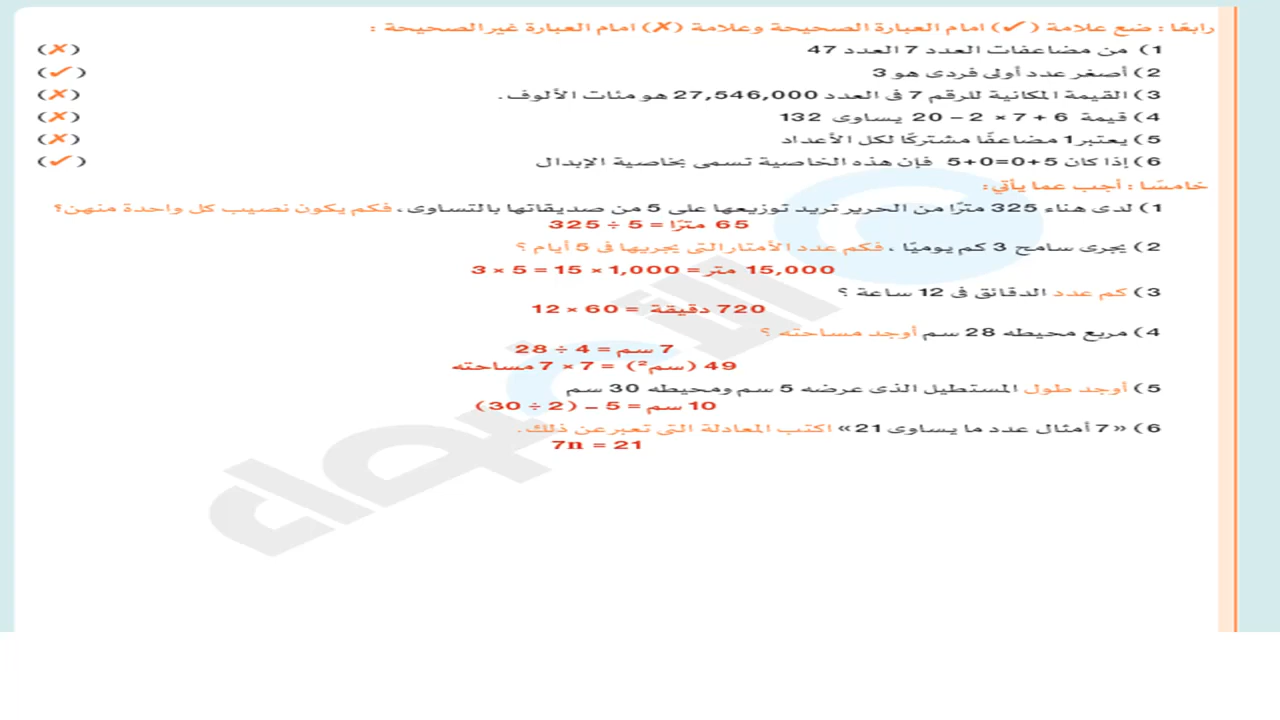 رابعًا : ضع علامة (✓) امام العبارة الصحيحة وعلامة (✗) امام العبارة غير الصحيحة :
1) من مضاعفات العدد 7 العدد 47 (✗)
2) أصغر عدد أولى فردى هو 3 (✓)
3) القيمة المكانية للرقم 7 فى العدد 27,546,000 هو مئات الألوف. (✗)
4) قيمة 6 + 7 × 2 – 20 يساوى 132 (✗)
5) يعتبر 1 مضاعفًا مشتركًا لكل الأعداد (✗)
6) إذا كان 5+0=0+5 فإن هذه الخاصية تسمى بخاصية الإبدال (✓)
خامسًا : أجب عما يأتي:
1) لدى هناء 325 مترًا من الحرير تريد توزيعها على 5 من صديقاتها بالتساوى، فكم يكون نصيب كل واحدة منهن؟
325 ÷ 5 = 65 مترًا
2) يجرى سامح 3 كم يوميًا ، فكم عدد الأمتار التى يجريها فى 5 أيام ؟
3 × 5 = 15 × 1,000 = 15,000 متر
3) كم عدد الدقائق فى 12 ساعة ؟
12 × 60 = 720 دقيقة
4) مربع محيطه 28 سم أوجد مساحته ؟
28 ÷ 4 = 7 سم
مساحته 7 × 7 = 49 (سم²)
5) أوجد طول المستطيل الذى عرضه 5 سم ومحيطه 30 سم
(30 ÷ 2) – 5 = 10 سم
6) «7 أمثال عدد ما يساوى 21» اكتب المعادلة التى تعبر عن ذلك.
7n = 21
الأضواء